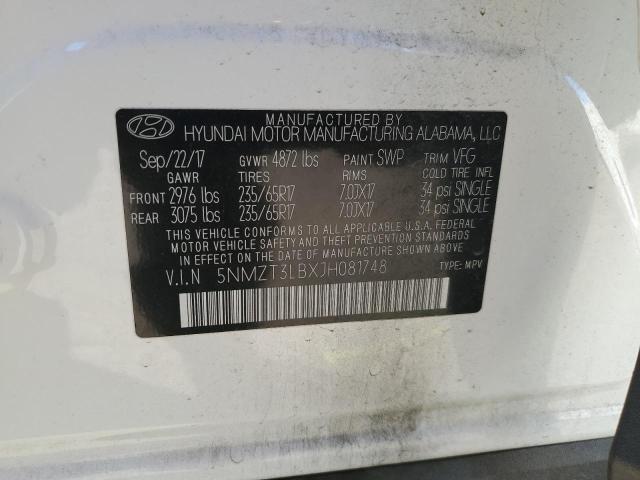 MANUFACTURED BY
HYUNDAI MOTOR MANUFACTURING ALABAMA, LLC
Sep/22/17 GVWR 4872 lbs PAINT SWP TRIM VFG
GAWR TIRES RIMS COLD TIRE INFL
FRONT 2976 lbs 235/65R17 7.0JX17 34 psi SINGLE
REAR 3075 lbs 235/65R17 7.0JX17 34 psi SINGLE
THIS VEHICLE CONFORMS TO ALL APPLICABLE U.S.A. FEDERAL
MOTOR VEHICLE SAFETY, BUMPER, AND THEFT PREVENTION STANDARDS
IN EFFECT ON THE DATE OF MANUFACTURE SHOWN ABOVE.
V.I.N 5NMZT3LBXJH081748 TYPE: MPV